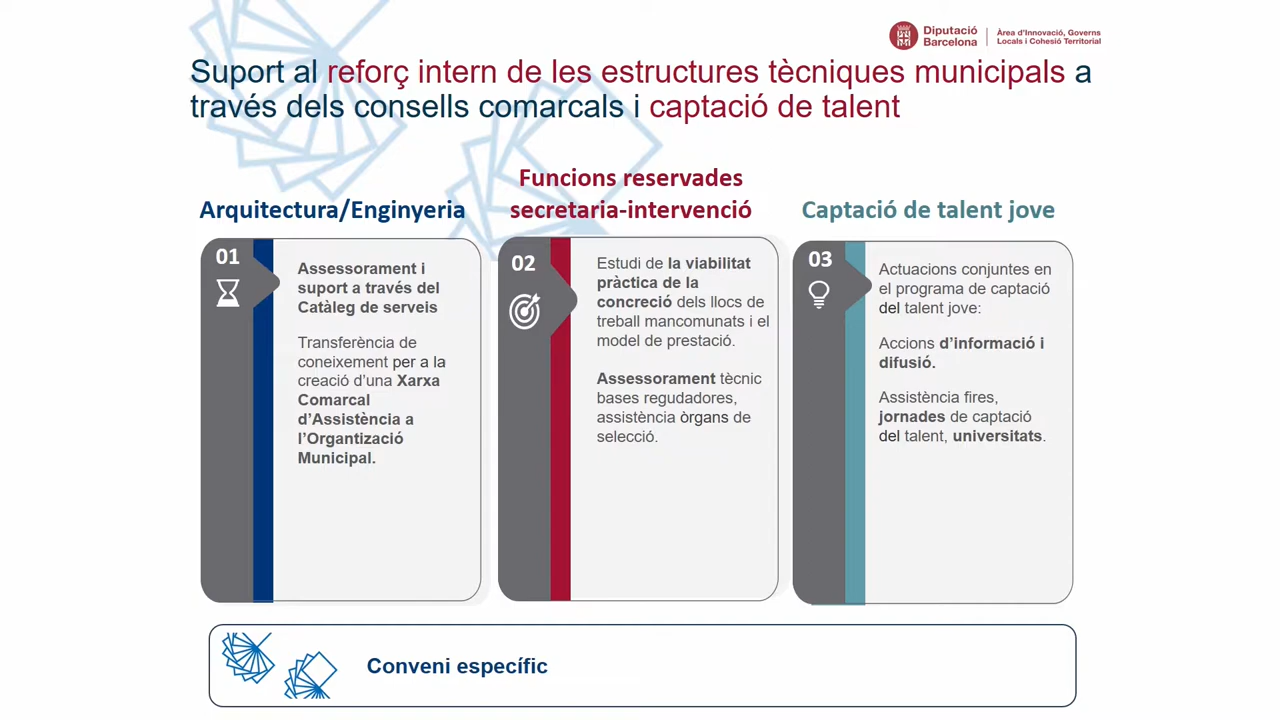 Diputació
Barcelona
Àrea d'Innovació, Governs
Locals i Cohesió Territorial
Suport al reforç intern de les estructures tècniques municipals a
través dels consells comarcals i captació de talent
Arquitectura/Enginyeria
01
Assessorament i
suport a través del
Catàleg de serveis
Transferència de
coneixement per a la
creació d'una Xarxa
Comarcal
d'Assistència a
l'Organtizació
Municipal.
Funcions reservades
secretaria-intervenció
02
Estudi de la viabilitat
pràctica de la
concreció dels llocs de
treball mancomunats i el
model de prestació.
Assessorament tècnic
bases regudadores,
assistència òrgans de
selecció.
Captació de talent jove
03
Actuacions conjuntes en
el programa de captació
del talent jove:
Accions d'informació i
difusió.
Assistència fires,
jornades de captació
del talent, universitats.
Conveni específic